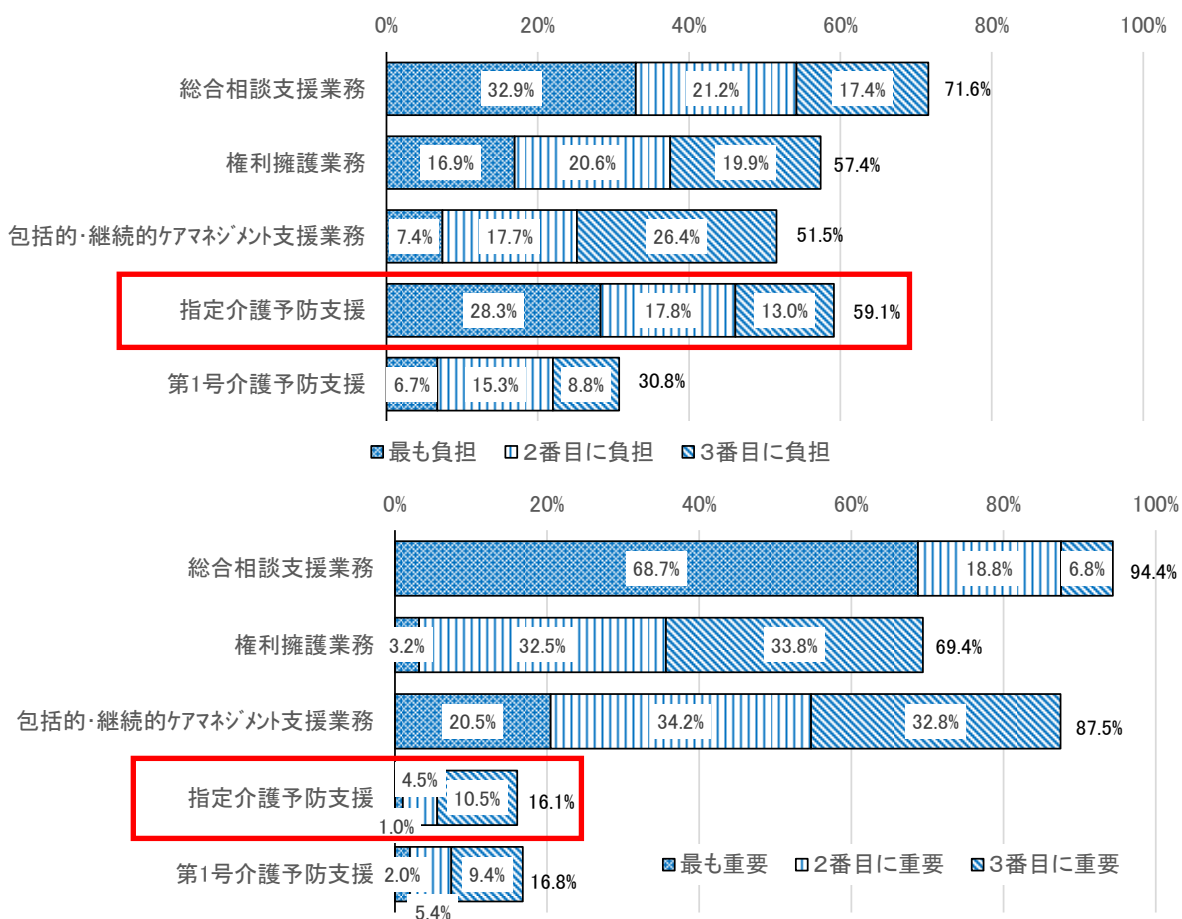 0% 20% 40% 60% 80% 100%
総合相談支援業務 32.9% 21.2% 17.4% 71.6%
権利擁護業務 16.9% 20.6% 19.9% 57.4%
包括的・継続的ケアマネジメント支援業務 7.4% 17.7% 26.4% 51.5%
指定介護予防支援 28.3% 17.8% 13.0% 59.1%
第1号介護予防支援 6.7% 15.3% 8.8% 30.8%
最も負担 2番目に負担 3番目に負担
0% 20% 40% 60% 80% 100%
総合相談支援業務 68.7% 18.8% 6.8% 94.4%
権利擁護業務 3.2% 32.5% 33.8% 69.4%
包括的・継続的ケアマネジメント支援業務 20.5% 34.2% 32.8% 87.5%
指定介護予防支援 1.0% 4.5% 10.5% 16.1%
第1号介護予防支援 2.0% 5.4% 9.4% 16.8%
最も重要 2番目に重要 3番目に重要